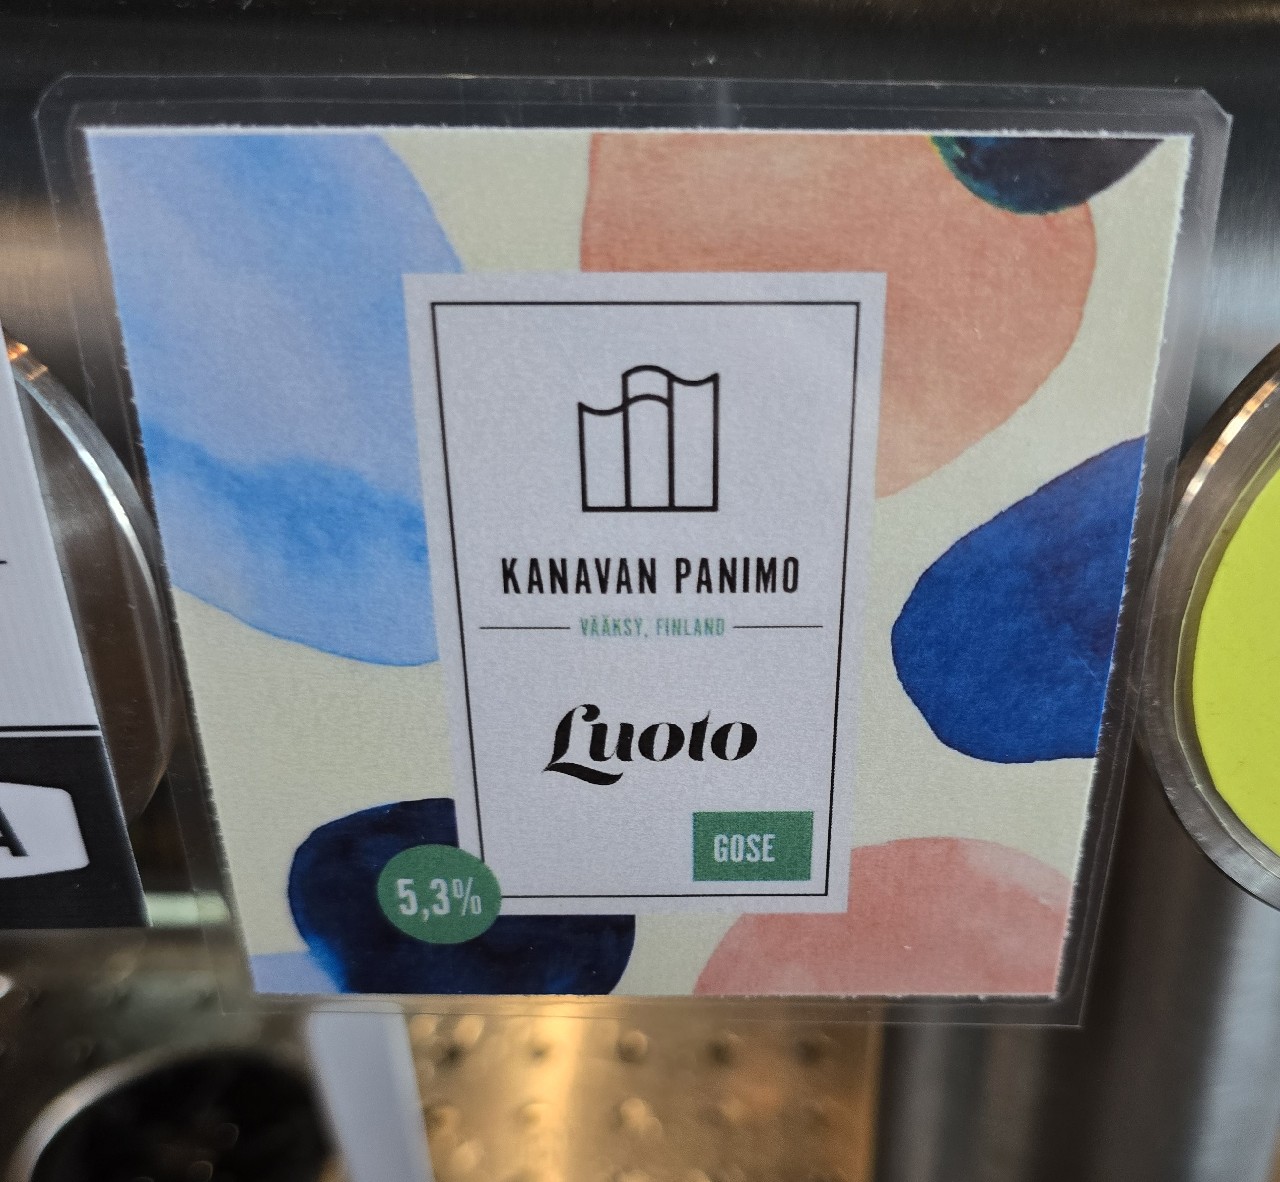 KANAVAN PANIMO
VÄÄKSY, FINLAND
Luoto
GOSE
5,3%
A